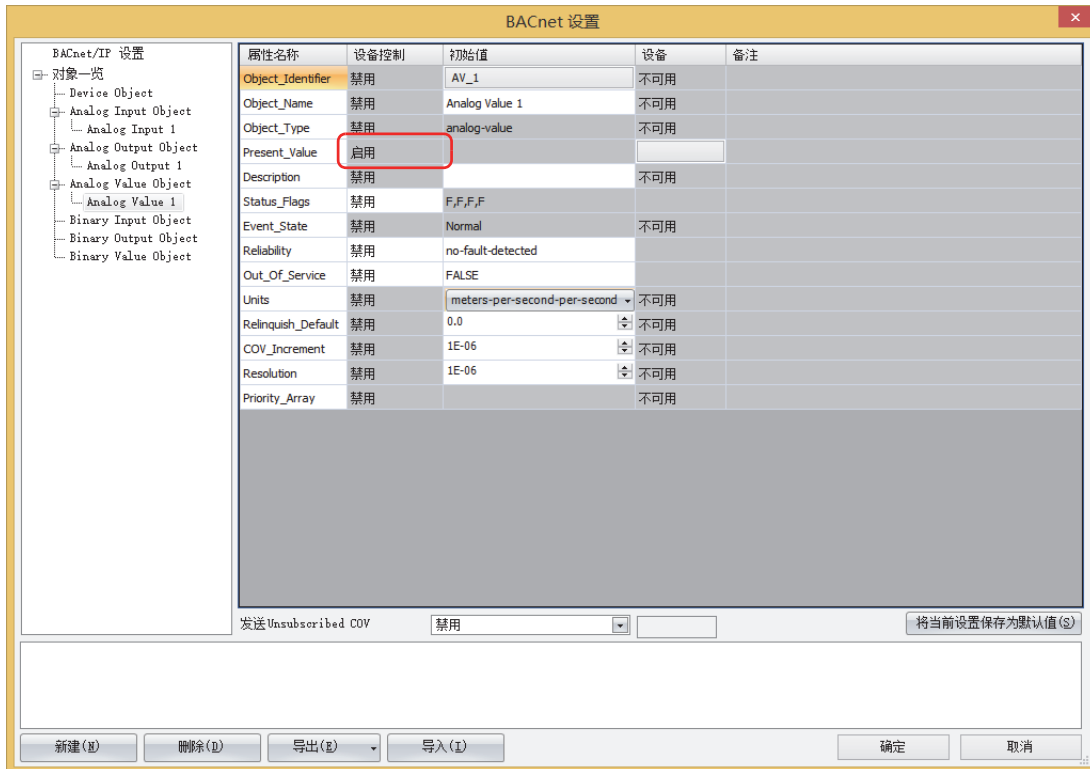 BACnet 设置
BACnet/IP 设置
对象一览
Device Object
Analog Input Object
Analog Input 1
Analog Output Object
Analog Output 1
Analog Value Object
Analog Value 1
Binary Input Object
Binary Output Object
Binary Value Object
属性名称 设备控制 初始值 设备 备注
Object_Identifier 禁用 AV_1 不可用
Object_Name 禁用 Analog Value 1 不可用
Object_Type 禁用 analog-value 不可用
Present_Value 启用
Description 禁用 不可用
Status_Flags 禁用 F,F,F,F
Event_State 禁用 Normal 不可用
Reliability 禁用 no-fault-detected
Out_Of_Service 禁用 FALSE
Units 禁用 meters-per-second-per-second 不可用
Relinquish_Default 禁用 0.0 不可用
COV_Increment 禁用 1E-06 不可用
Resolution 禁用 1E-06 不可用
Priority_Array 禁用 不可用
发送Unsubscribed COV 禁用 将当前设置保存为默认值(S)
新建(N) 删除(D) 导出(E) 导入(I) 确定 取消